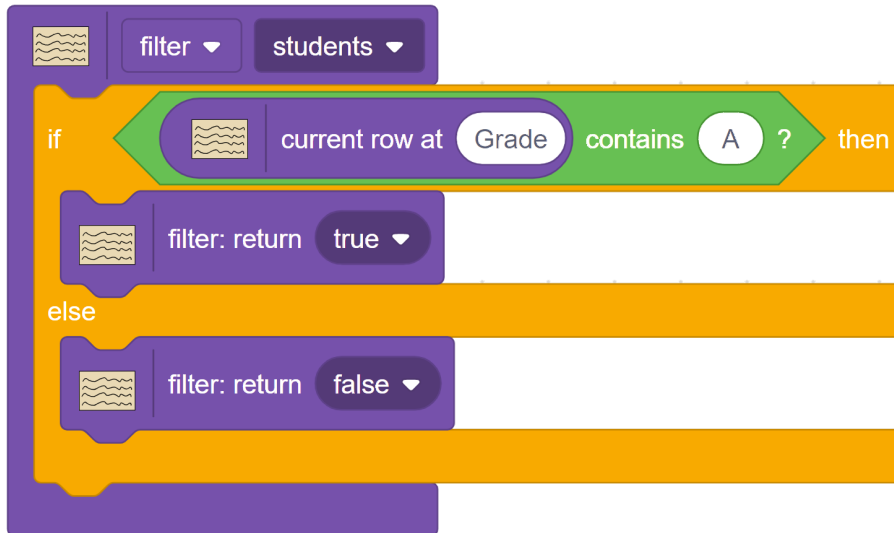 filter students
if current row at Grade contains A ? then
filter: return true
else
filter: return false